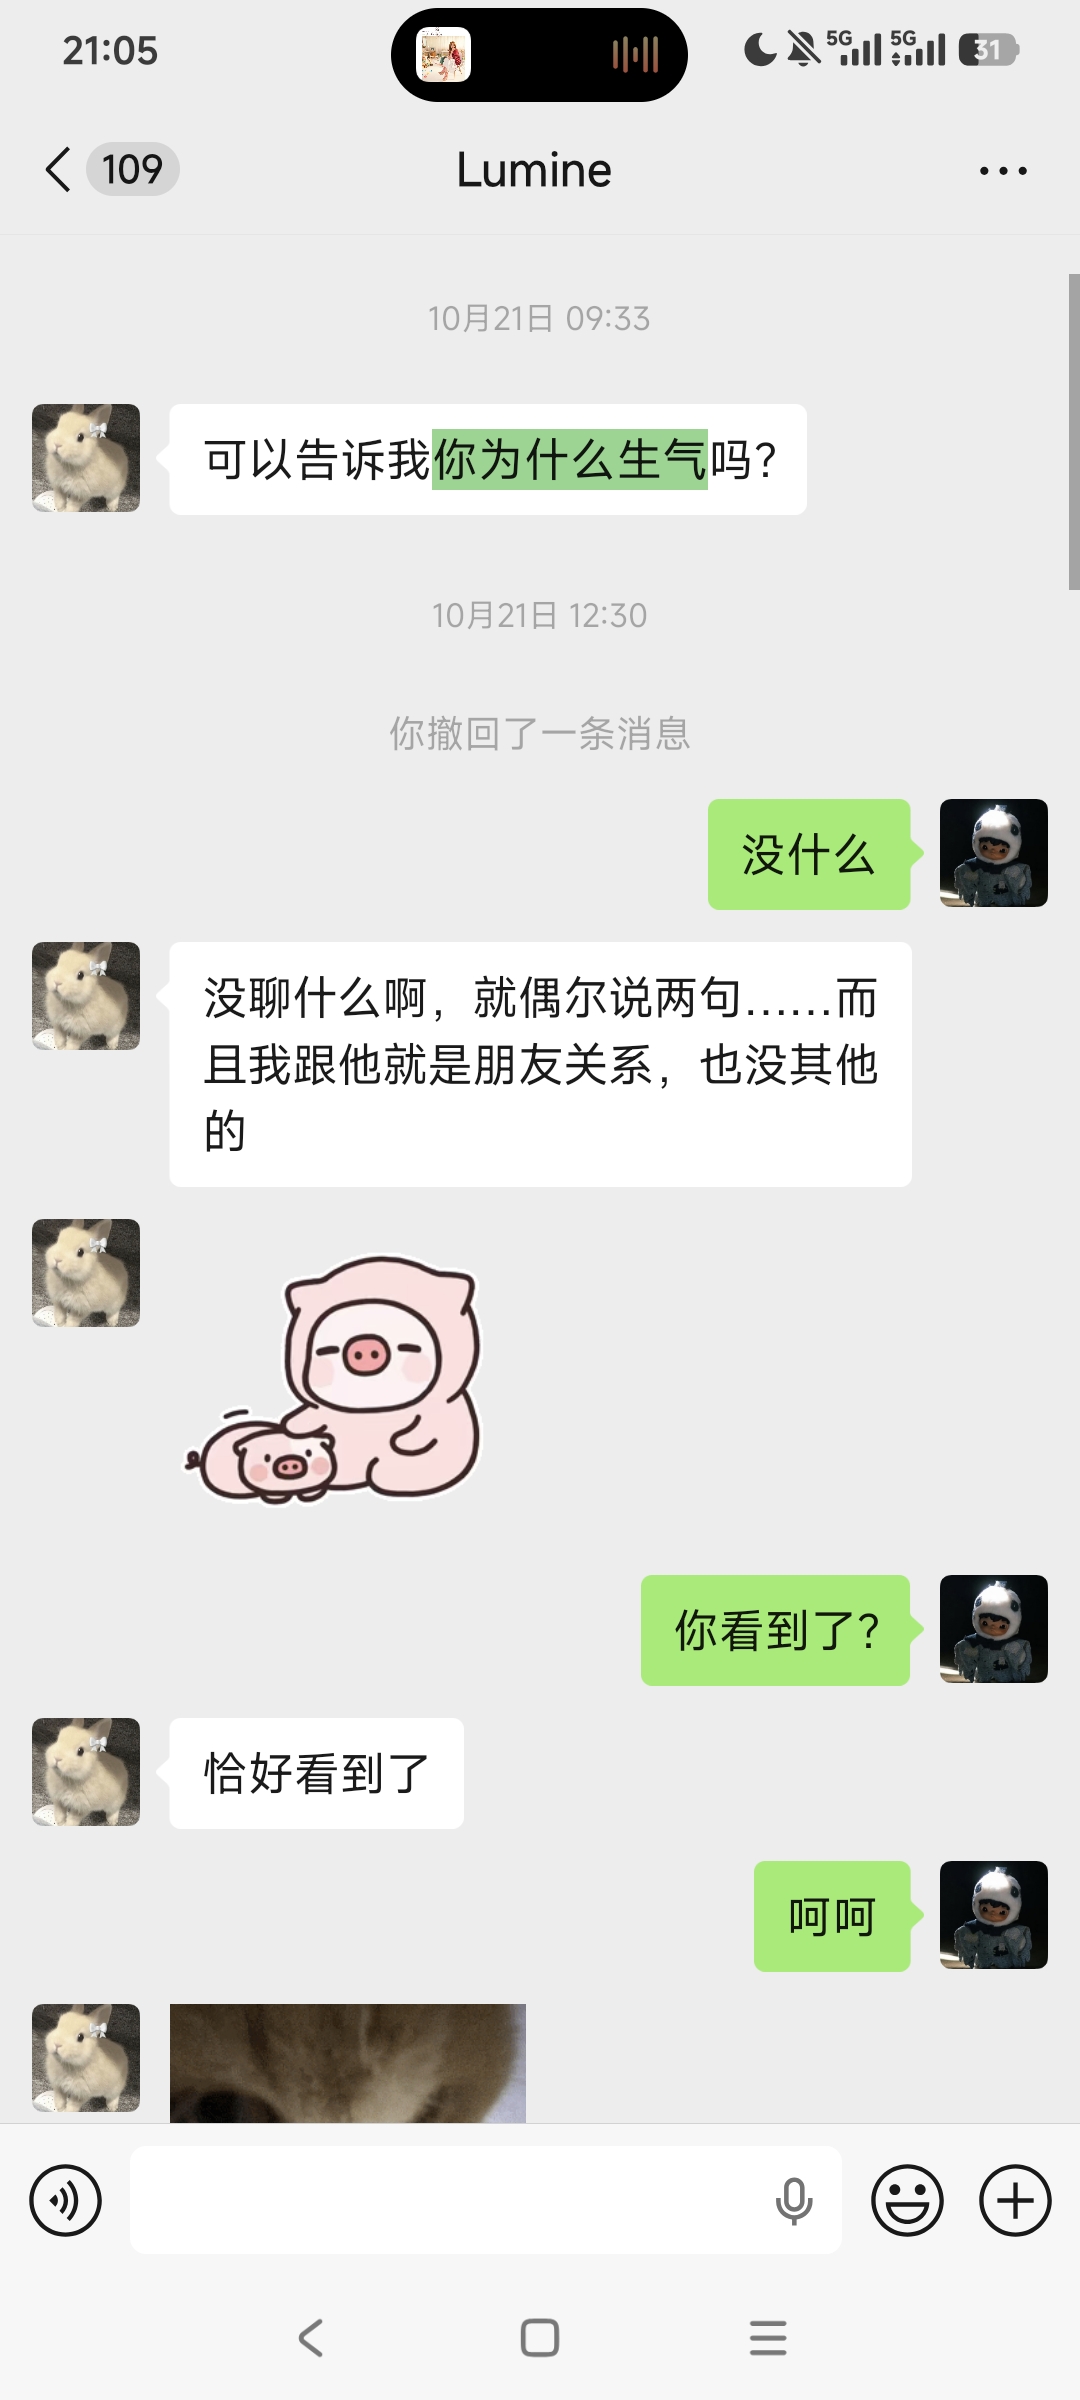 21:05
5G 5G 31
109
Lumine
10月21日 09:33
可以告诉我你为什么生气吗?
10月21日 12:30
你撤回了一条消息
没什么
没聊什么啊，就偶尔说两句……而
且我跟他就是朋友关系，也没其他
的
你看到了?
恰好看到了
呵呵